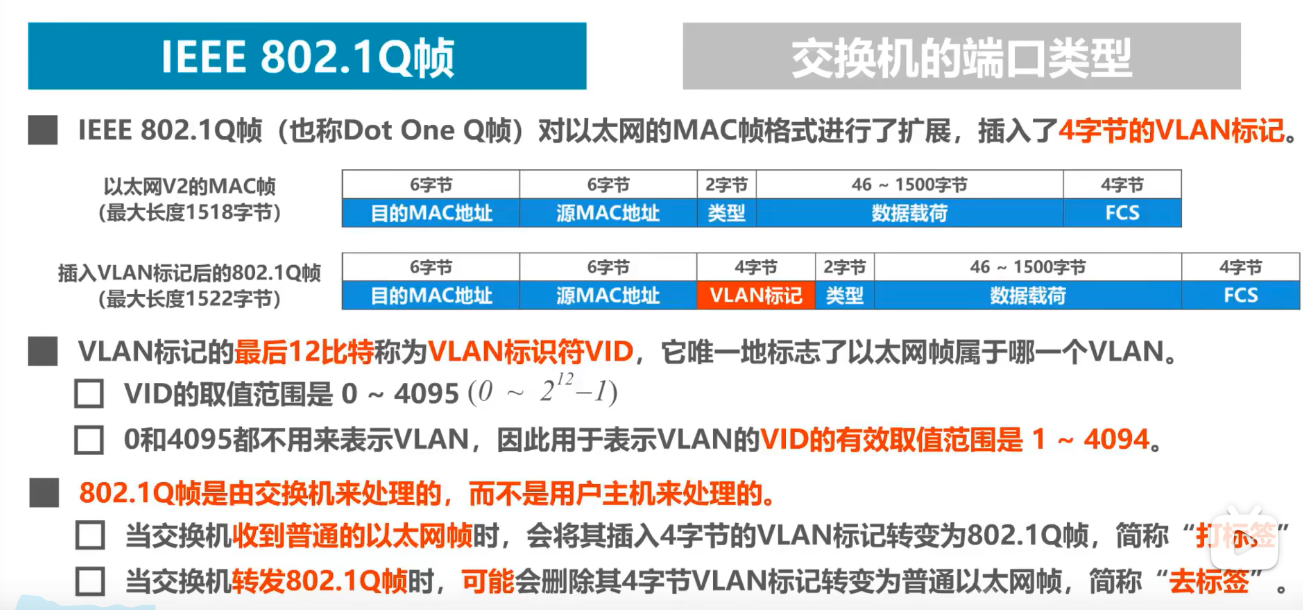 IEEE 802.1Q帧
交换机的端口类型
IEEE 802.1Q帧（也称Dot One Q帧）对以太网的MAC帧格式进行了扩展，插入了4字节的VLAN标记。
以太网V2的MAC帧
(最大长度1518字节)
6字节 6字节 2字节 46 ~ 1500字节 4字节
目的MAC地址 源MAC地址 类型 数据载荷 FCS
插入VLAN标记后的802.1Q帧
(最大长度1522字节)
6字节 6字节 4字节 2字节 46 ~ 1500字节 4字节
目的MAC地址 源MAC地址 VLAN标记 类型 数据载荷 FCS
VLAN标记的最后12比特称为VLAN标识符VID，它唯一地标志了以太网帧属于哪一个VLAN。
VID的取值范围是 0 ~ 4095 (0 ~ 2^12-1)
0和4095都不用来表示VLAN，因此用于表示VLAN的VID的有效取值范围是 1 ~ 4094。
802.1Q帧是由交换机来处理的，而不是用户主机来处理的。
当交换机收到普通的以太网帧时，会将其插入4字节的VLAN标记转变为802.1Q帧，简称“打标签”
当交换机转发802.1Q帧时，可能会删除其4字节VLAN标记转变为普通以太网帧，简称“去标签”。